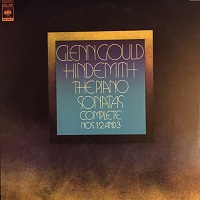 GLENN GOULD
HINDEMITH
THE PIANO
SONATAS
COMPLETE
NOS. 1, 2 AND 3